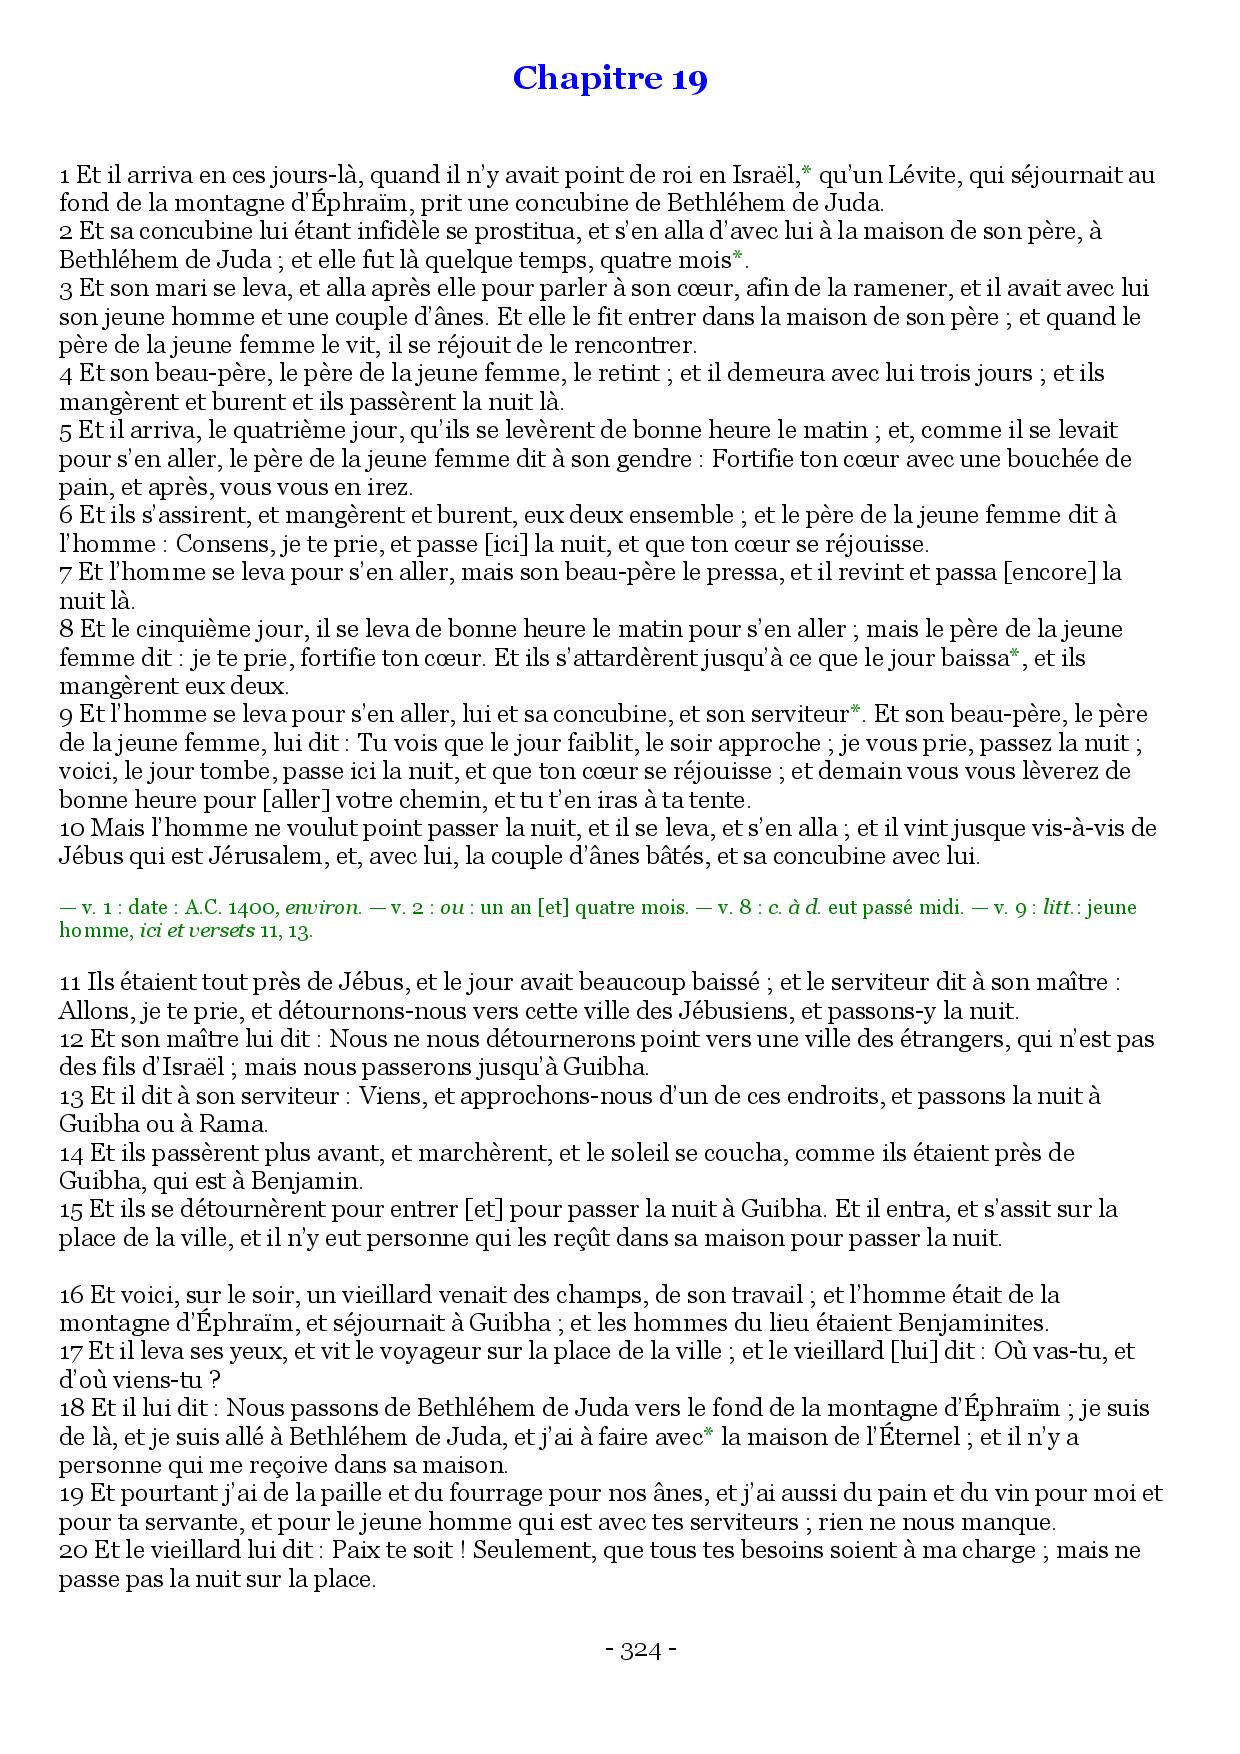 Chapitre 19
1 Et il arriva en ces jours-là, quand il n’y avait point de roi en Israël,* qu’un Lévite, qui séjournait au
fond de la montagne d’Éphraïm, prit une concubine de Bethléhem de Juda.
2 Et sa concubine lui étant infidèle se prostitua, et s’en alla d’avec lui à la maison de son père, à
Bethléhem de Juda ; et elle fut là quelque temps, quatre mois*.
3 Et son mari se leva, et alla après elle pour parler à son cœur, afin de la ramener, et il avait avec lui
son jeune homme et une couple d’ânes. Et elle le fit entrer dans la maison de son père ; et quand le
père de la jeune femme le vit, il se réjouit de le rencontrer.
4 Et son beau-père, le père de la jeune femme, le retint ; et il demeura avec lui trois jours ; et ils
mangèrent et burent et ils passèrent la nuit là.
5 Et il arriva, le quatrième jour, qu’ils se levèrent de bonne heure le matin ; et, comme il se levait
pour s’en aller, le père de la jeune femme dit à son gendre : Fortifie ton cœur avec une bouchée de
pain, et après, vous vous en irez.
6 Et ils s’assirent, et mangèrent et burent, eux deux ensemble ; et le père de la jeune femme dit à
l’homme : Consens, je te prie, et passe [ici] la nuit, et que ton cœur se réjouisse.
7 Et l’homme se leva pour s’en aller, mais son beau-père le pressa, et il revint et passa [encore] la
nuit là.
8 Et le cinquième jour, il se leva de bonne heure le matin pour s’en aller ; mais le père de la jeune
femme dit : je te prie, fortifie ton cœur. Et ils s’attardèrent jusqu’à ce que le jour baissa*, et ils
mangèrent eux deux.
9 Et l’homme se leva pour s’en aller, lui et sa concubine, et son serviteur*. Et son beau-père, le père
de la jeune femme, lui dit : Tu vois que le jour faiblit, le soir approche ; je vous prie, passez la nuit ;
voici, le jour tombe, passe ici la nuit, et que ton cœur se réjouisse ; et demain vous vous lèverez de
bonne heure pour [aller] votre chemin, et tu t’en iras à ta tente.
10 Mais l’homme ne voulut point passer la nuit, et il se leva, et s’en alla ; et il vint jusque vis-à-vis de
Jébus qui est Jérusalem, et, avec lui, la couple d’ânes bâtés, et sa concubine avec lui.
— v. 1 : date : A.C. 1400, environ. — v. 2 : ou : un an [et] quatre mois. — v. 8 : c. à d. eut passé midi. — v. 9 : litt.: jeune
homme, ici et versets 11, 13.
11 Ils étaient tout près de Jébus, et le jour avait beaucoup baissé ; et le serviteur dit à son maître :
Allons, je te prie, et détournons-nous vers cette ville des Jébusiens, et passons-y la nuit.
12 Et son maître lui dit : Nous ne nous détournerons point vers une ville des étrangers, qui n’est pas
des fils d’Israël ; mais nous passerons jusqu’à Guibha.
13 Et il dit à son serviteur : Viens, et approchons-nous d’un de ces endroits, et passons la nuit à
Guibha ou à Rama.
14 Et ils passèrent plus avant, et marchèrent, et le soleil se coucha, comme ils étaient près de
Guibha, qui est à Benjamin.
15 Et ils se détournèrent pour entrer [et] pour passer la nuit à Guibha. Et il entra, et s’assit sur la
place de la ville, et il n’y eut personne qui les reçût dans sa maison pour passer la nuit.
16 Et voici, sur le soir, un vieillard venait des champs, de son travail ; et l’homme était de la
montagne d’Éphraïm, et séjournait à Guibha ; et les hommes du lieu étaient Benjaminites.
17 Et il leva ses yeux, et vit le voyageur sur la place de la ville ; et le vieillard [lui] dit : Où vas-tu, et
d’où viens-tu ?
18 Et il lui dit : Nous passons de Bethléhem de Juda vers le fond de la montagne d’Éphraïm ; je suis
de là, et je suis allé à Bethléhem de Juda, et j’ai à faire avec* la maison de l’Éternel ; et il n’y a
personne qui me reçoive dans sa maison.
19 Et pourtant j’ai de la paille et du fourrage pour nos ânes, et j’ai aussi du pain et du vin pour moi et
pour ta servante, et pour le jeune homme qui est avec tes serviteurs ; rien ne nous manque.
20 Et le vieillard lui dit : Paix te soit ! Seulement, que tous tes besoins soient à ma charge ; mais ne
passe pas la nuit sur la place.
- 324 -